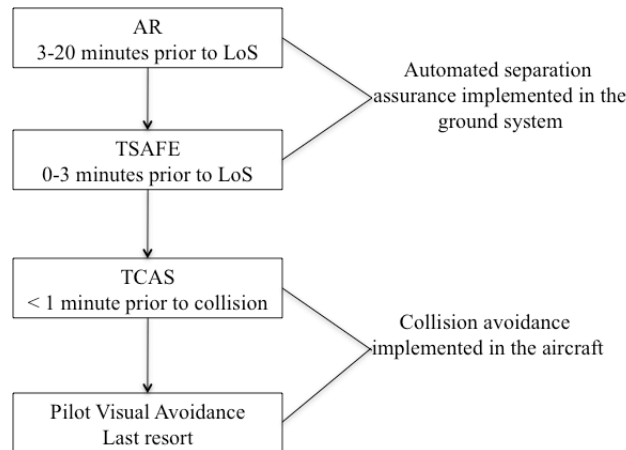 AR
3-20 minutes prior to LoS
Automated separation
assurance implemented in the
ground system
TSAFE
0-3 minutes prior to LoS
TCAS
< 1 minute prior to collision
Collision avoidance
implemented in the aircraft
Pilot Visual Avoidance
Last resort